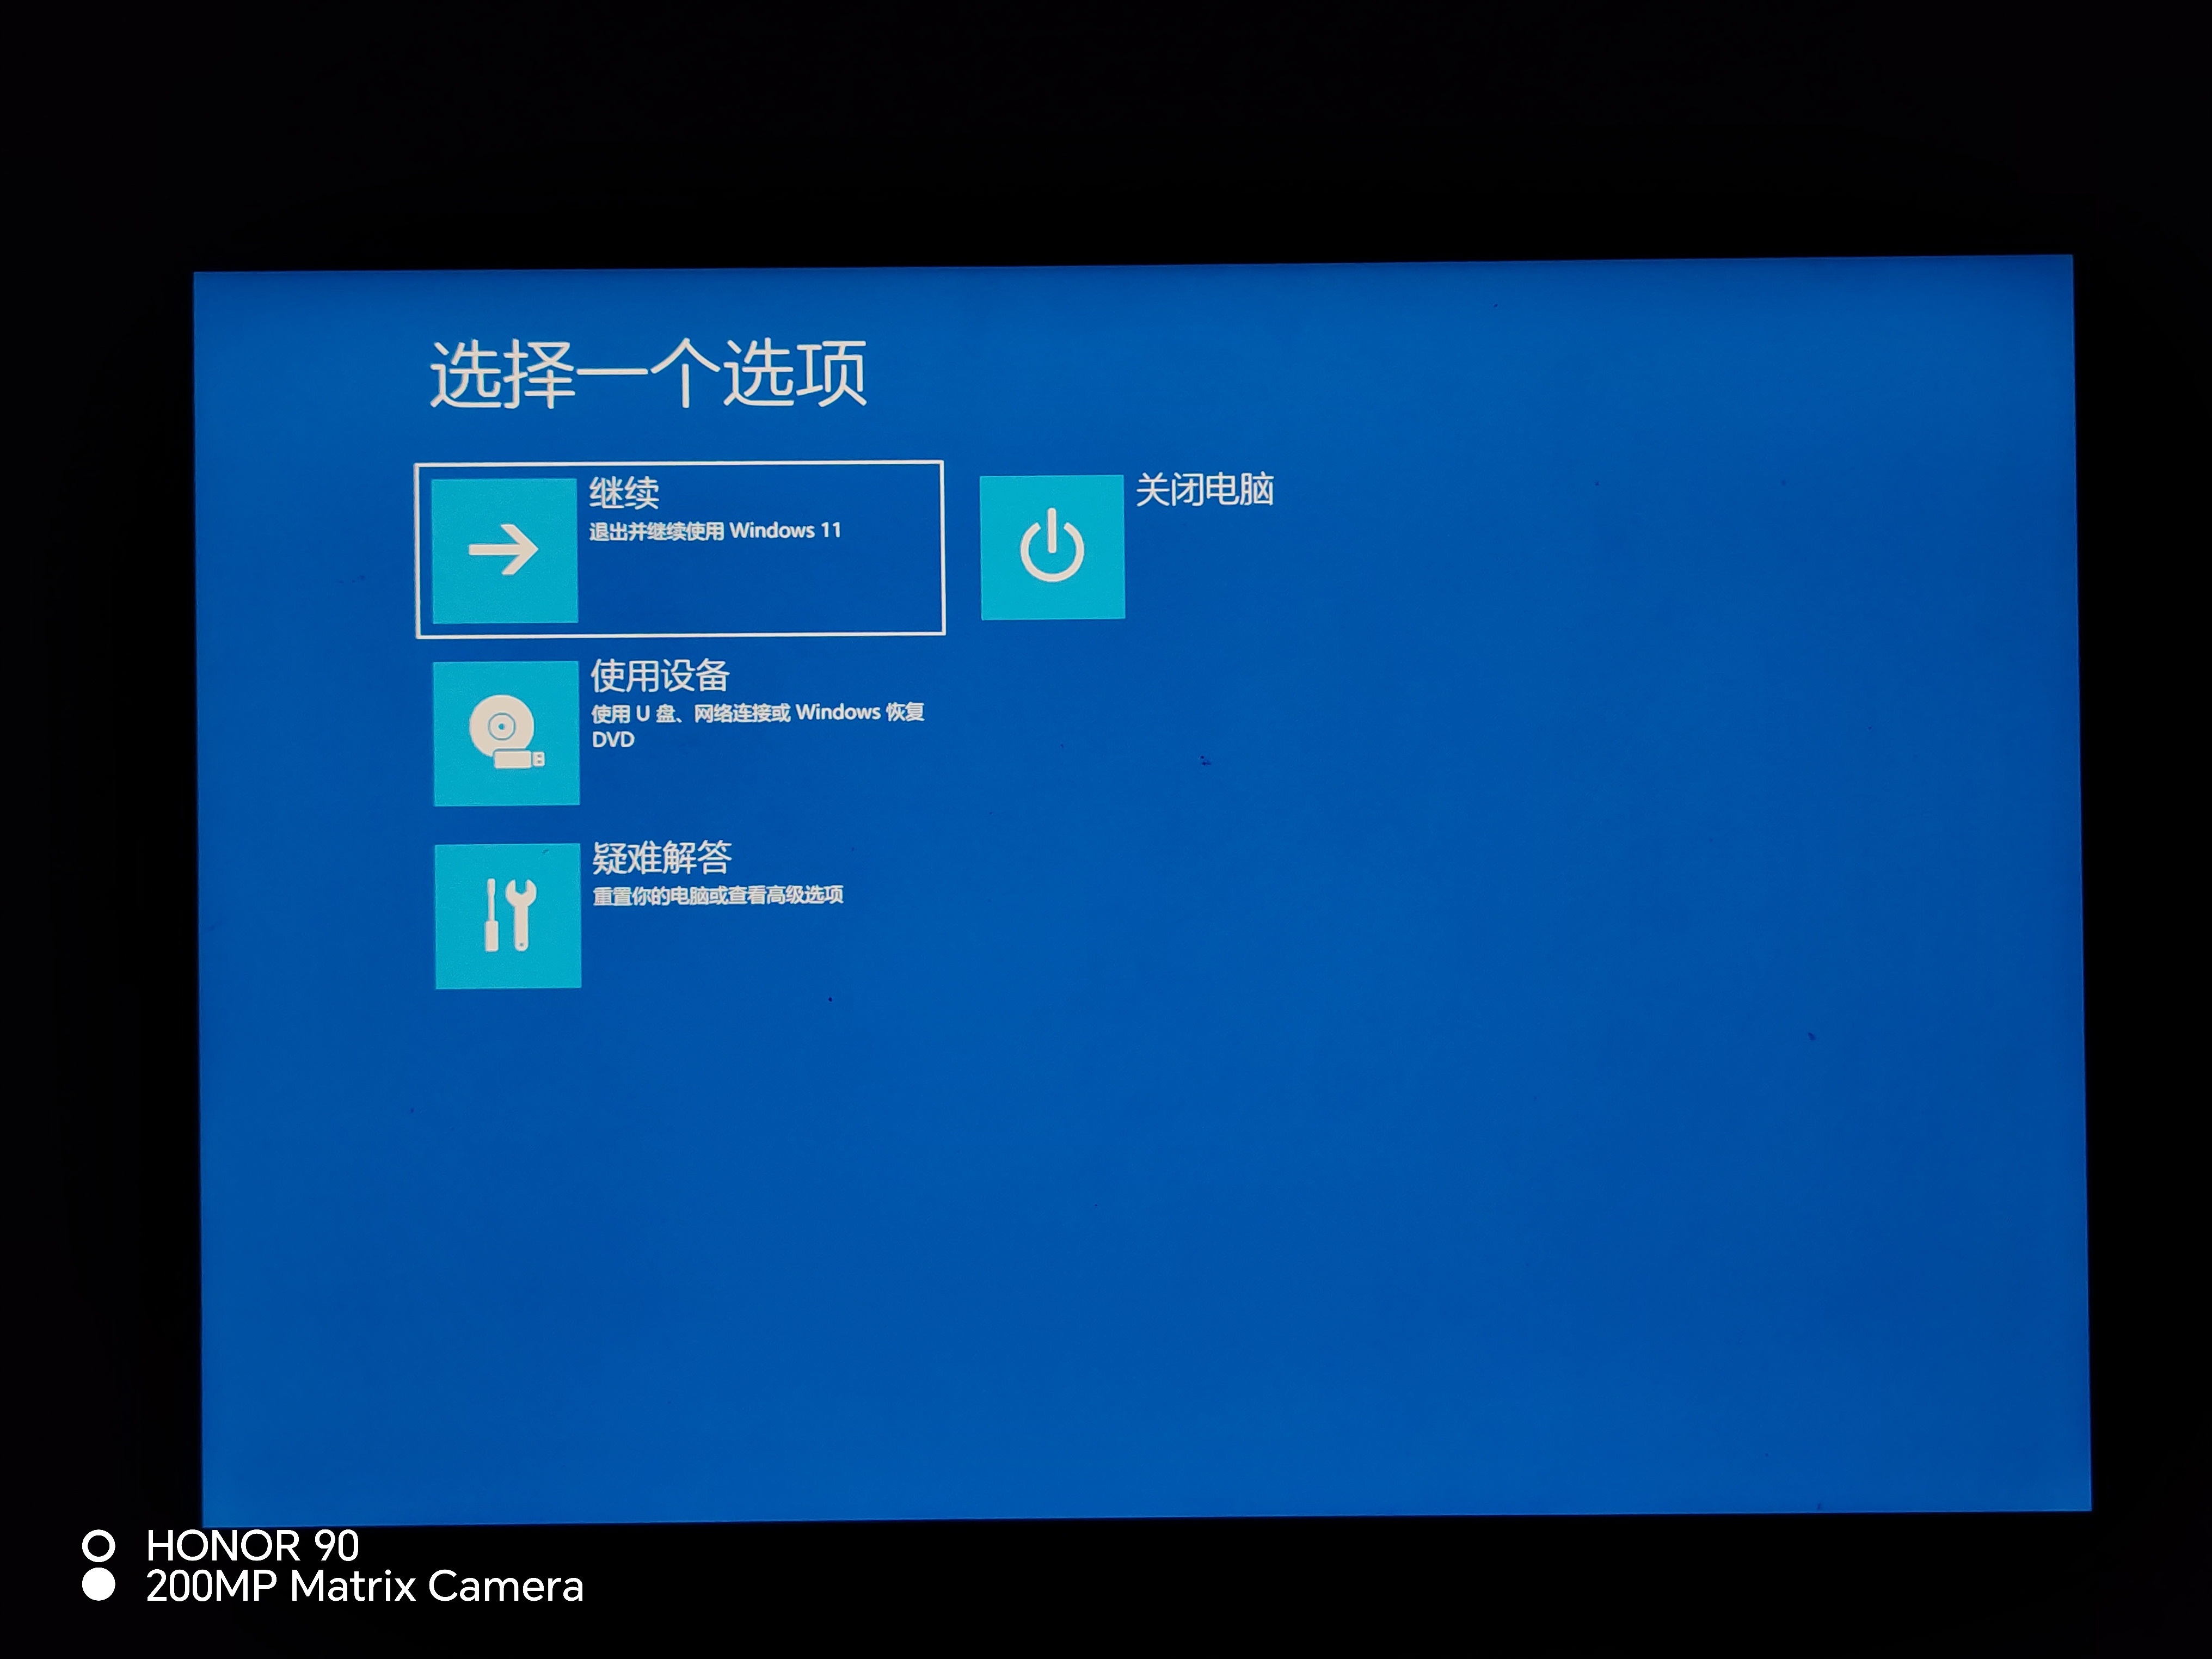 选择一个选项
继续
退出并继续使用 Windows 11
关闭电脑
使用设备
使用 U 盘、网络连接或 Windows 恢复
DVD
疑难解答
重置你的电脑或查看高级选项
HONOR 90
200MP Matrix Camera